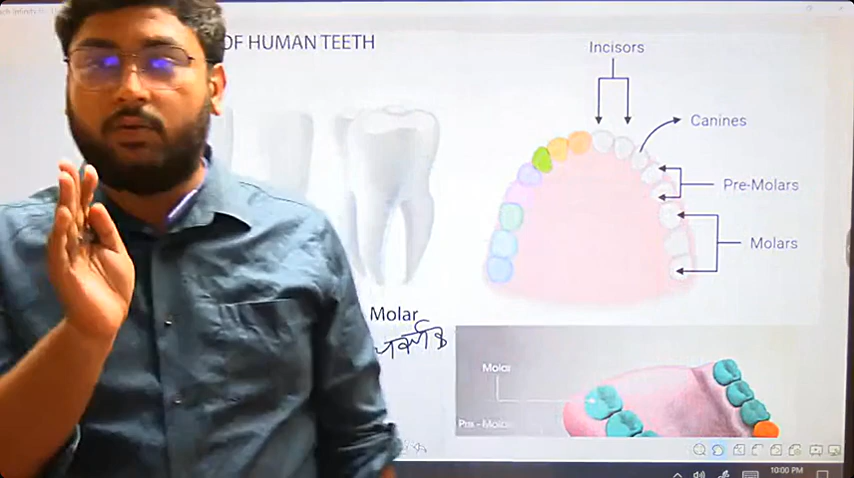 OF HUMAN TEETH
Incisors
Canines
Pre-Molars
Molars
Molar
Molar
Pre - Molar
10:00 PM